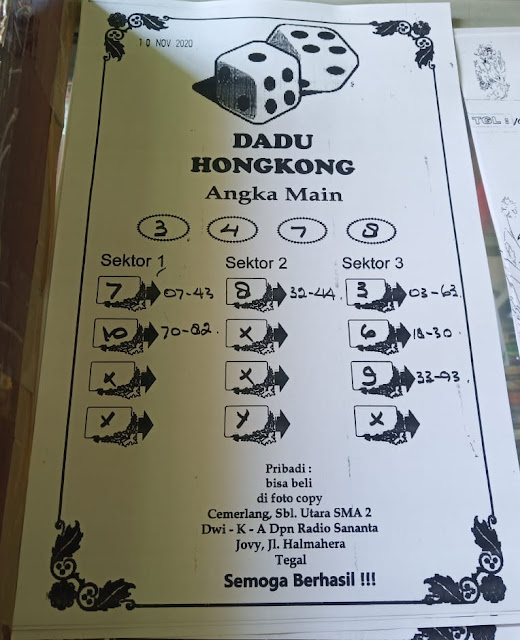 10 NOV 2020
DADU
HONGKONG
Angka Main
3 4 7 8
Sektor 1 Sektor 2 Sektor 3
7 07-43 8 32-44 3 03-63
10 70-82 x 6 18-30
x x 9 33-93
x x x
Pribadi :
bisa beli
di foto copy
Cemerlang, Sbl. Utara SMA 2
Dwi - K - A Dpn Radio Sananta
Jovy, Jl. Halmahera
Tegal
Semoga Berhasil !!!
TGL :